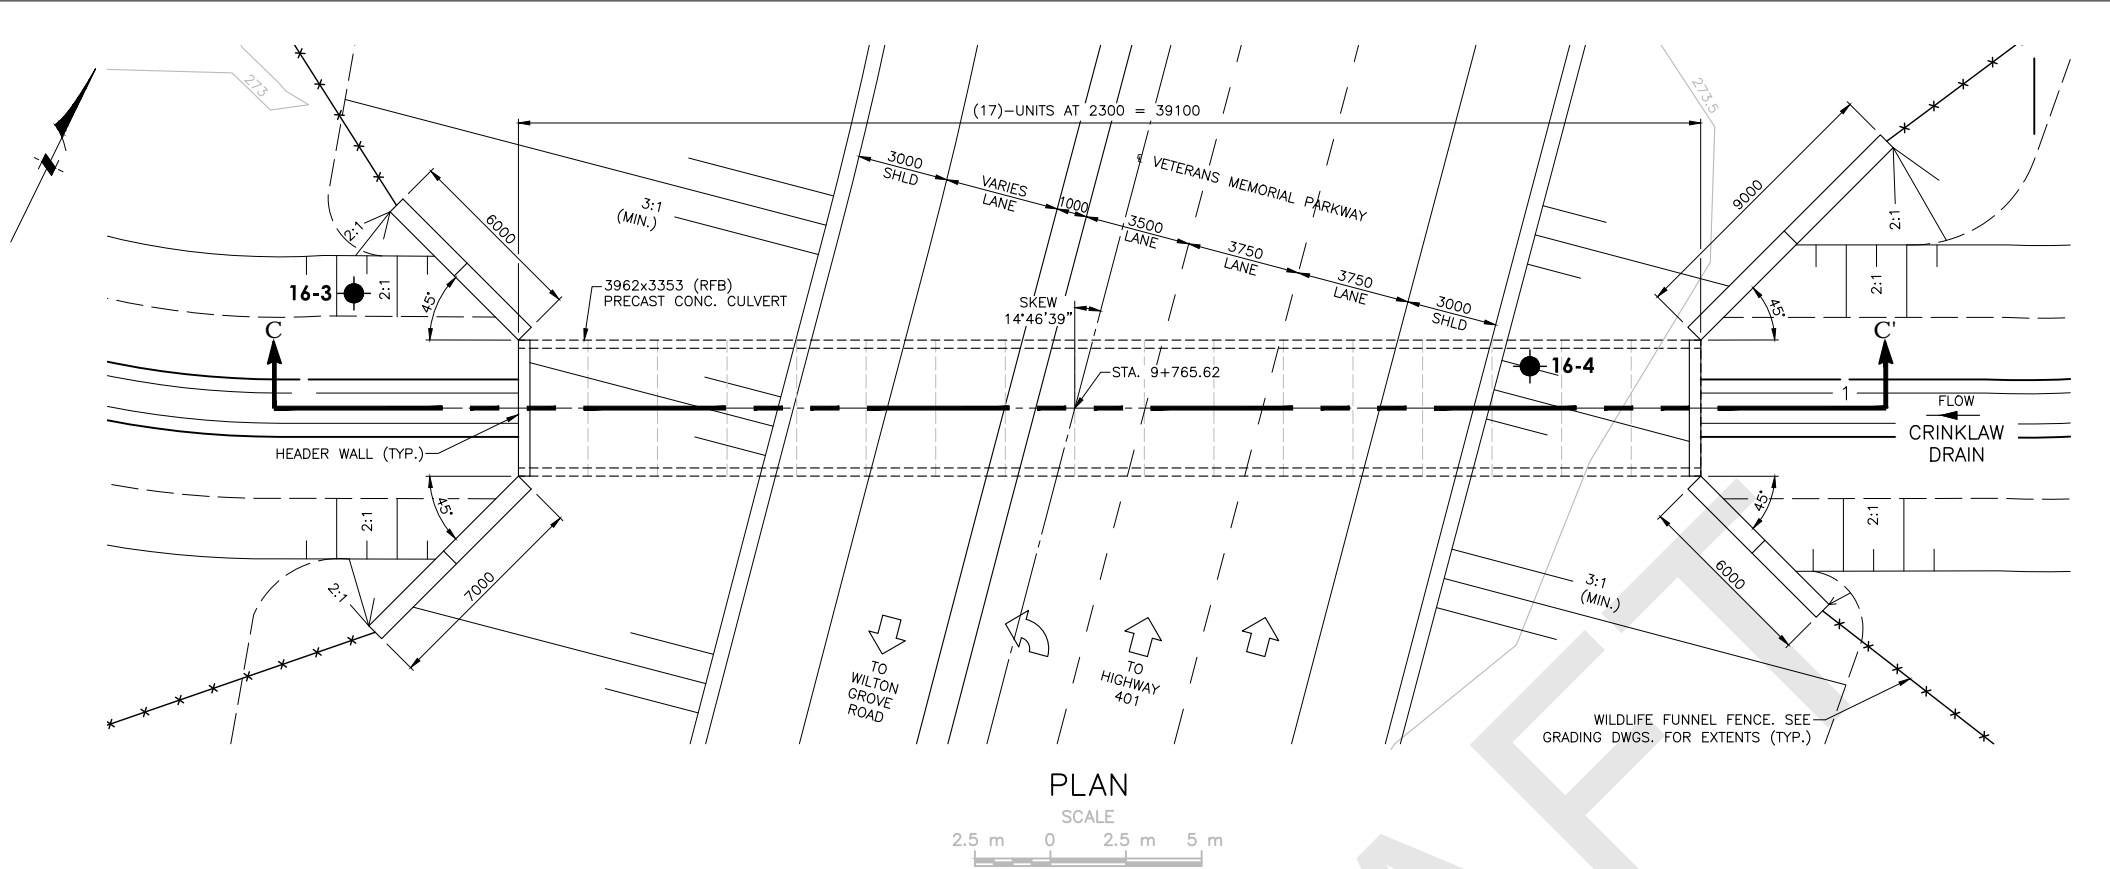 273
273.5
(17)-UNITS AT 2300 = 39100
3000
SHLD
VARIES
LANE
1000
3500
LANE
3750
LANE
3750
LANE
3000
SHLD
℄ VETERANS MEMORIAL PARKWAY
3:1
(MIN.)
6000
9000
2:1
2:1
16-3
2:1
45°
3962x3353 (RFB)
PRECAST CONC. CULVERT
SKEW
14°46'39"
2:1
45°
C
C'
16-4
STA. 9+765.62
1
FLOW
CRINKLAW
DRAIN
HEADER WALL (TYP.)
45°
2:1
2:1
7000
45°
2:1
6000
3:1
(MIN.)
TO
WILTON
GROVE
ROAD
TO
HIGHWAY
401
WILDLIFE FUNNEL FENCE. SEE
GRADING DWGS. FOR EXTENTS (TYP.)
PLAN
SCALE
2.5 m 0 2.5 m 5 m